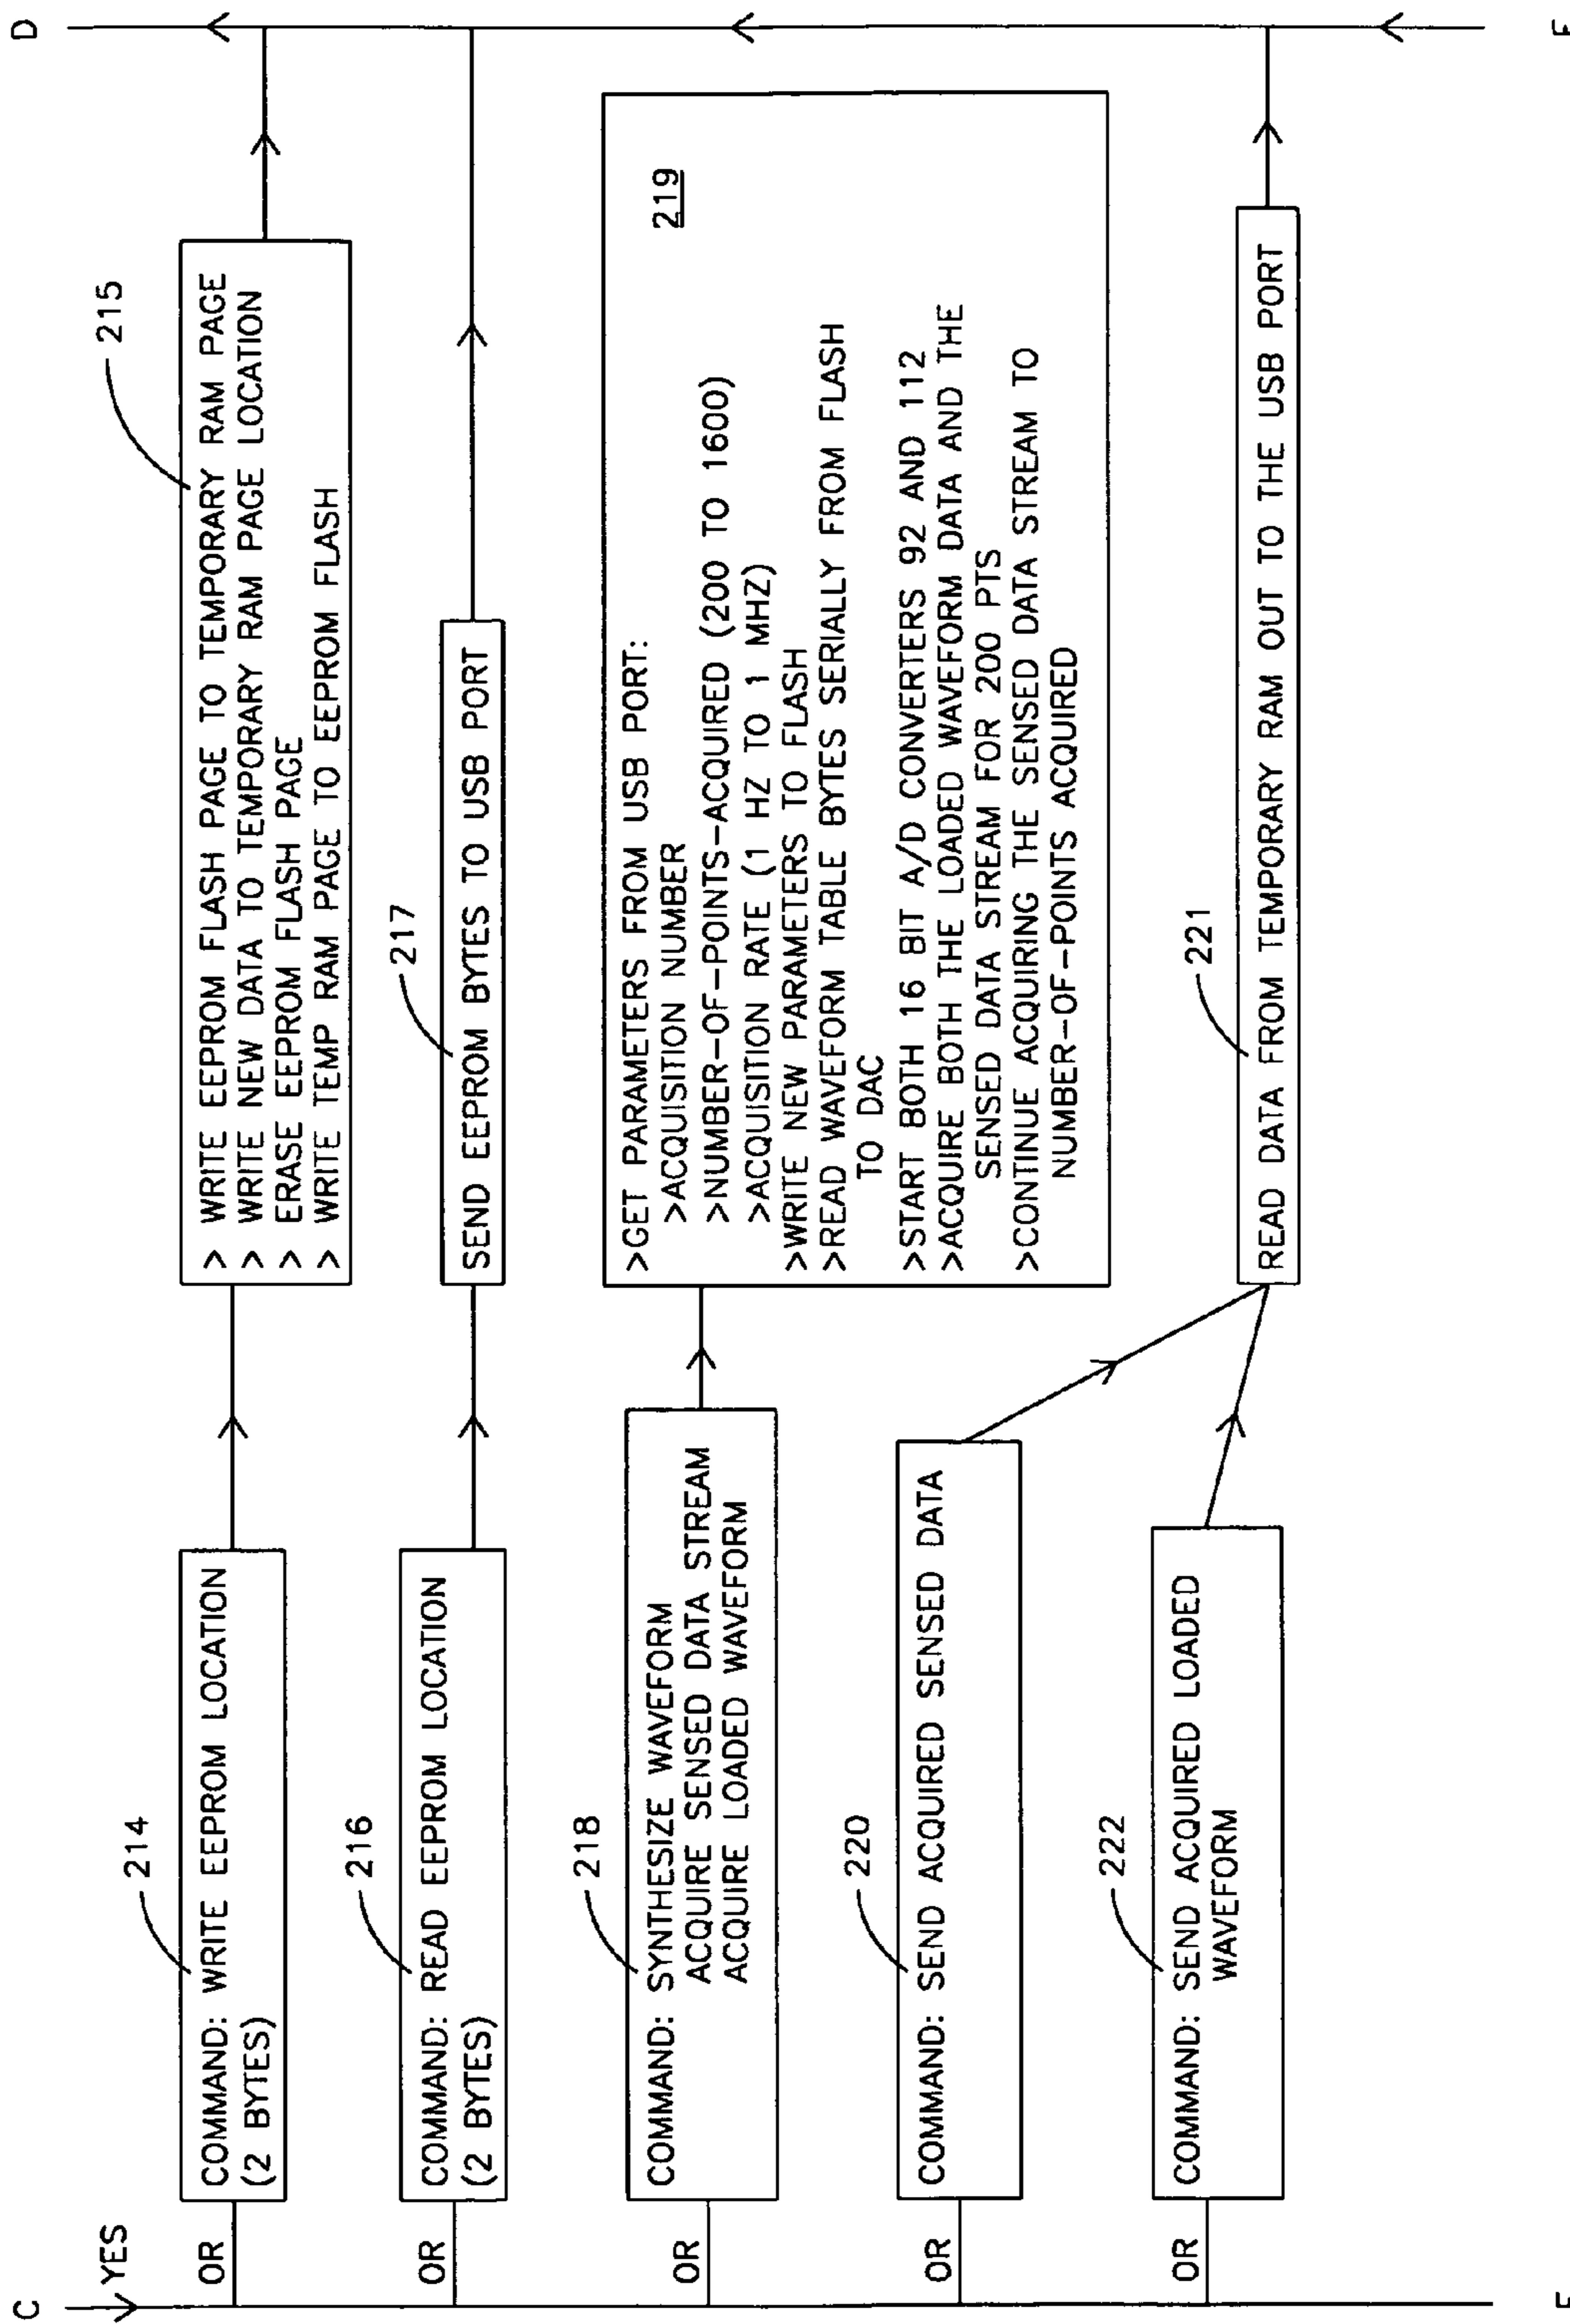 C
YES
D
OR
214
COMMAND: WRITE EEPROM LOCATION
(2 BYTES)
215
> WRITE EEPROM FLASH PAGE TO TEMPORARY RAM PAGE
> WRITE NEW DATA TO TEMPORARY RAM PAGE LOCATION
> ERASE EEPROM FLASH PAGE
> WRITE TEMP RAM PAGE TO EEPROM FLASH
OR
216
COMMAND: READ EEPROM LOCATION
(2 BYTES)
217
SEND EEPROM BYTES TO USB PORT
OR
218
COMMAND: SYNTHESIZE WAVEFORM
ACQUIRE SENSED DATA STREAM
ACQUIRE LOADED WAVEFORM
219
>GET PARAMETERS FROM USB PORT:
>ACQUISITION NUMBER
>NUMBER-OF-POINTS-ACQUIRED (200 TO 1600)
>ACQUISITION RATE (1 HZ TO 1 MHZ)
>WRITE NEW PARAMETERS TO FLASH
>READ WAVEFORM TABLE BYTES SERIALLY FROM FLASH
TO DAC
>START BOTH 16 BIT A/D CONVERTERS 92 AND 112
>ACQUIRE BOTH THE LOADED WAVEFORM DATA AND THE
SENSED DATA STREAM FOR 200 PTS
>CONTINUE ACQUIRING THE SENSED DATA STREAM TO
NUMBER-OF-POINTS ACQUIRED
OR
220
COMMAND: SEND ACQUIRED SENSED DATA
221
READ DATA FROM TEMPORARY RAM OUT TO THE USB PORT
OR
222
COMMAND: SEND ACQUIRED LOADED
WAVEFORM